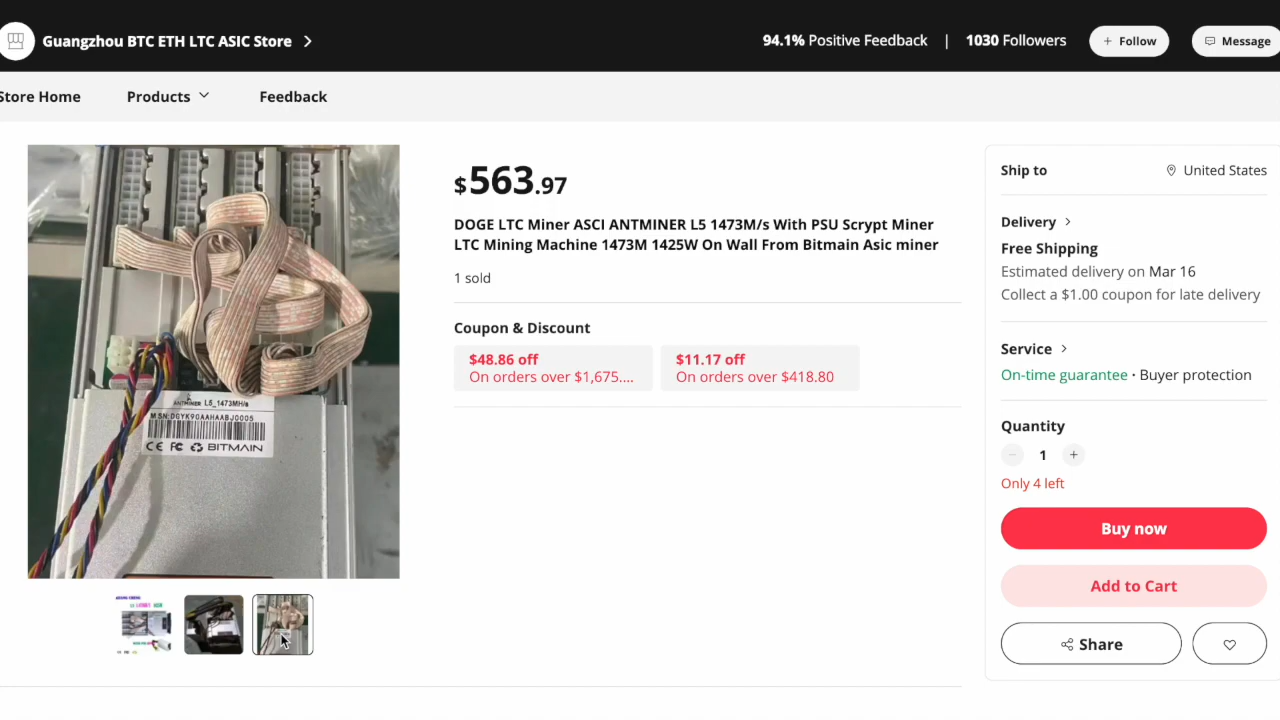 Guangzhou BTC ETH LTC ASIC Store
94.1% Positive Feedback | 1030 Followers
+ Follow
Message
Store Home
Products
Feedback
$563.97
DOGE LTC Miner ASCI ANTMINER L5 1473M/s With PSU Scrypt Miner
LTC Mining Machine 1473M 1425W On Wall From Bitmain Asic miner
1 sold
Coupon & Discount
$48.86 off
On orders over $1,675....
$11.17 off
On orders over $418.80
ANTMINER L5_1473MH/s
CE FC BITMAIN
Ship to
United States
Delivery
Free Shipping
Estimated delivery on Mar 16
Collect a $1.00 coupon for late delivery
Service
On-time guarantee · Buyer protection
Quantity
− 1 +
Only 4 left
Buy now
Add to Cart
Share